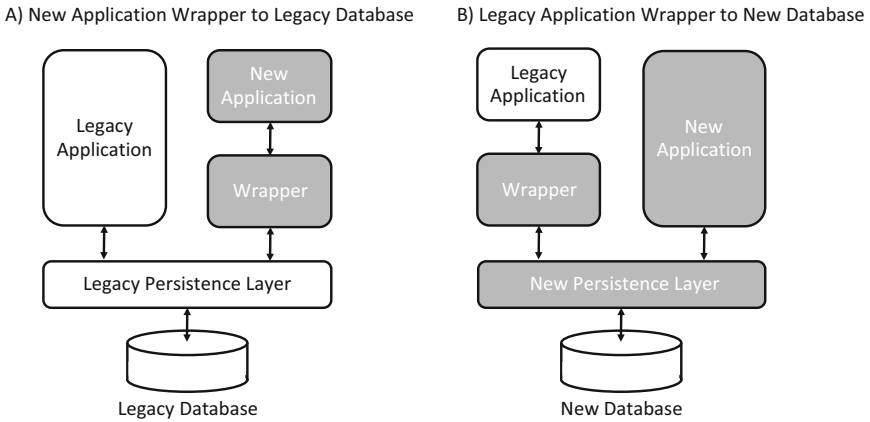 A) New Application Wrapper to Legacy Database
Legacy
Application
New
Application
Wrapper
Legacy Persistence Layer
Legacy Database
B) Legacy Application Wrapper to New Database
Legacy
Application
Wrapper
New
Application
New Persistence Layer
New Database